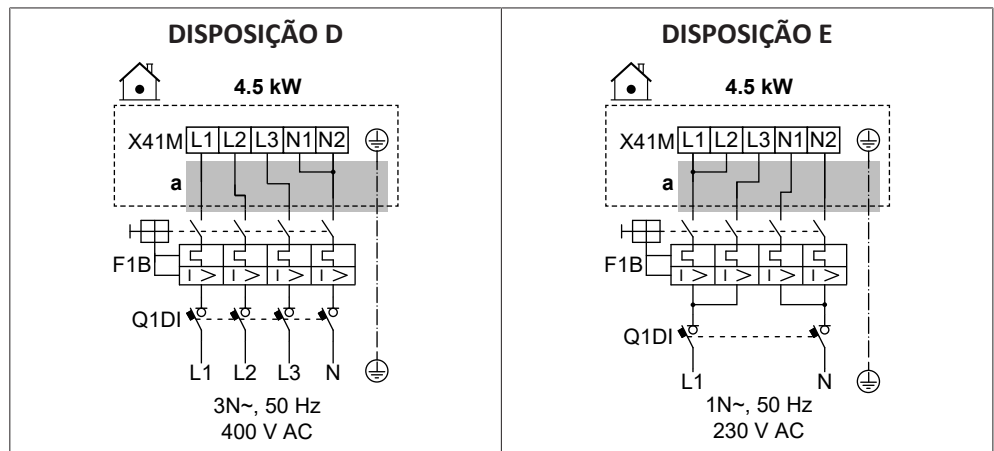 DISPOSIÇÃO D
4.5 kW
X41M L1 L2 L3 N1 N2
a
F1B
I > I > I > I >
Q1DI
L1 L2 L3 N
3N~, 50 Hz
400 V AC
DISPOSIÇÃO E
4.5 kW
X41M L1 L2 L3 N1 N2
a
F1B
I > I > I > I >
Q1DI
L1 N
1N~, 50 Hz
230 V AC